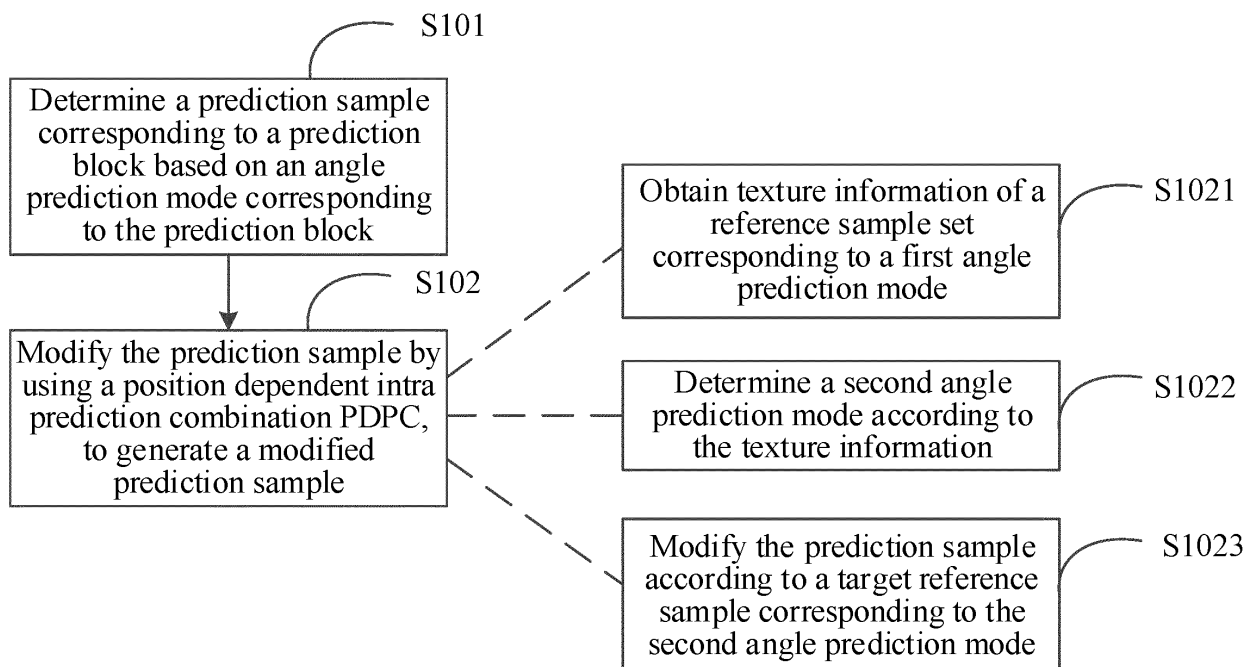 S101
Determine a prediction sample
corresponding to a prediction
block based on an angle
prediction mode corresponding
to the prediction block
S102
Modify the prediction sample by
using a position dependent intra
prediction combination PDPC,
to generate a modified
prediction sample
S1021
Obtain texture information of a
reference sample set
corresponding to a first angle
prediction mode
S1022
Determine a second angle
prediction mode according to
the texture information
S1023
Modify the prediction sample
according to a target reference
sample corresponding to the
second angle prediction mode